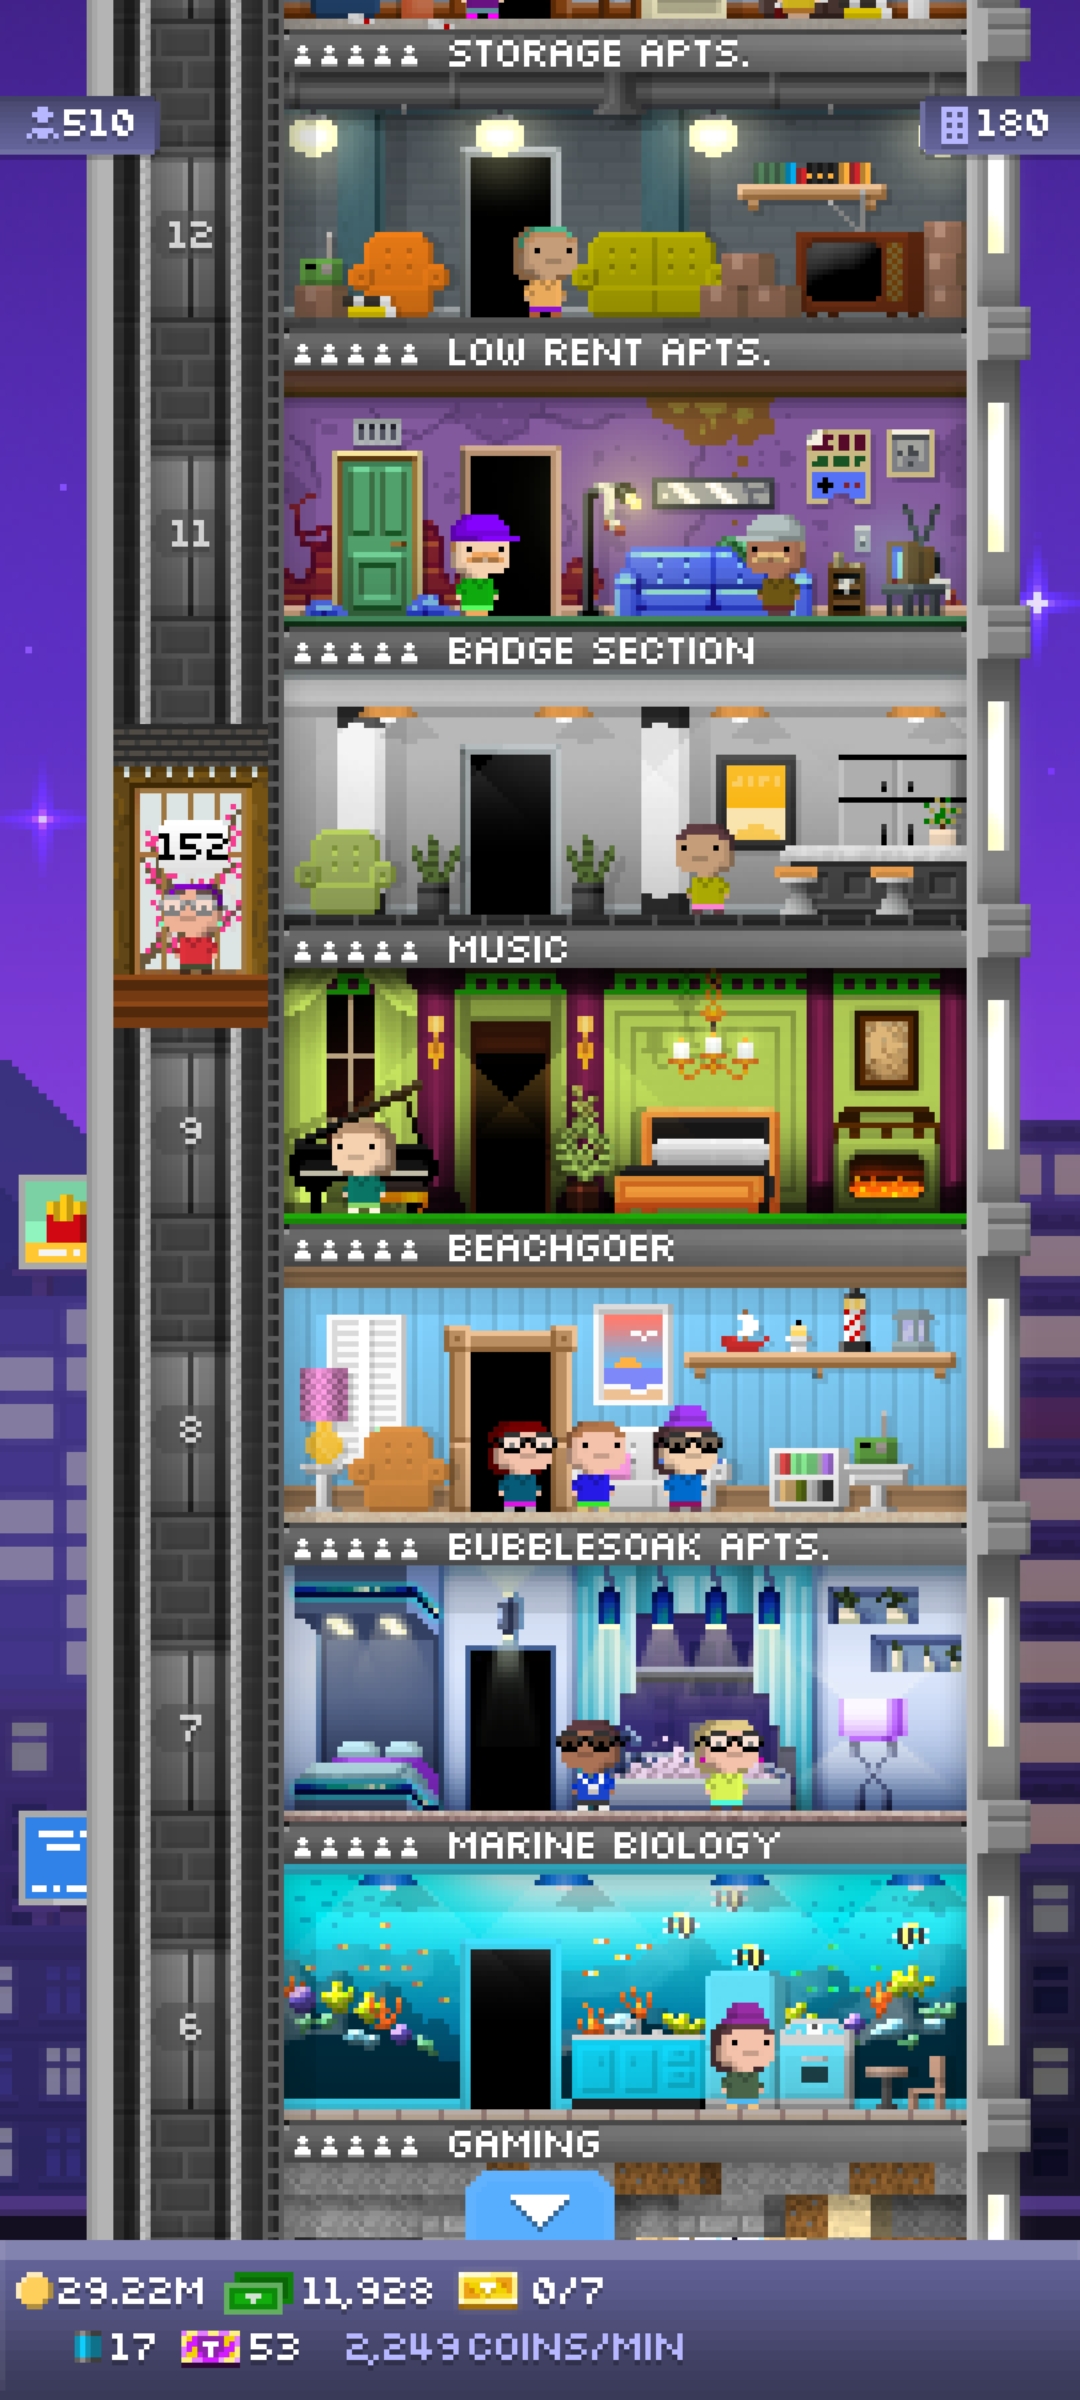 STORAGE APTS.
510
180
12
LOW RENT APTS.
11
BADGE SECTION
152
MUSIC
9
BEACHGOER
8
BUBBLESOAK APTS.
7
MARINE BIOLOGY
6
GAMING
29.22M 11,928 0/7
17 T 53 2,249 COINS/MIN